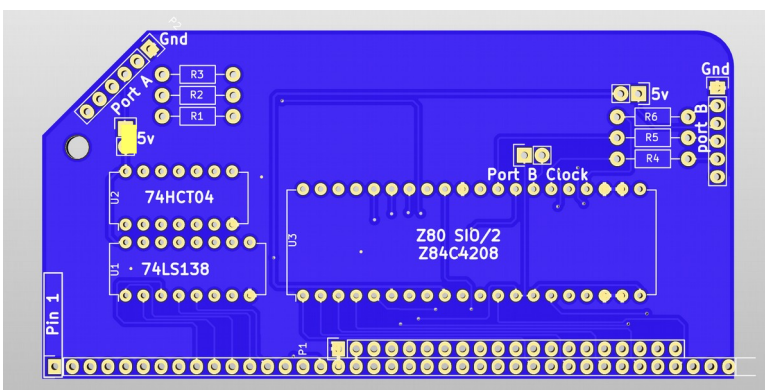 Gnd
Port A
R3
R2
R1
5v
5v
Gnd
Port B
R6
R5
R4
Port B Clock
U2
74HCT04
U1
74LS138
U3
Z80 SIO/2
Z84C4208
Pin 1
P1